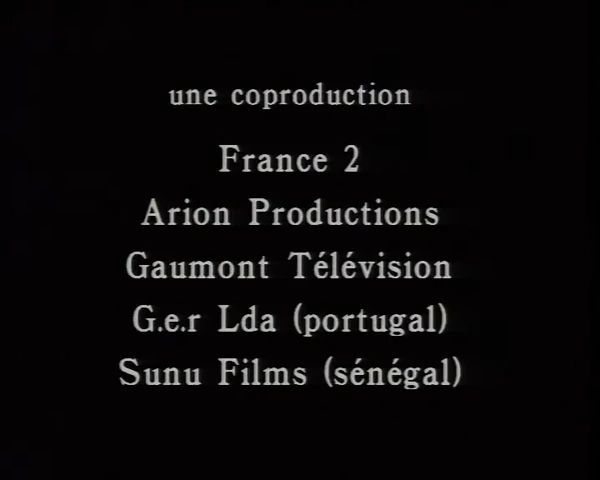 une coproduction
France 2
Arion Productions
Gaumont Télévision
G.e.r Lda (portugal)
Sunu Films (sénégal)